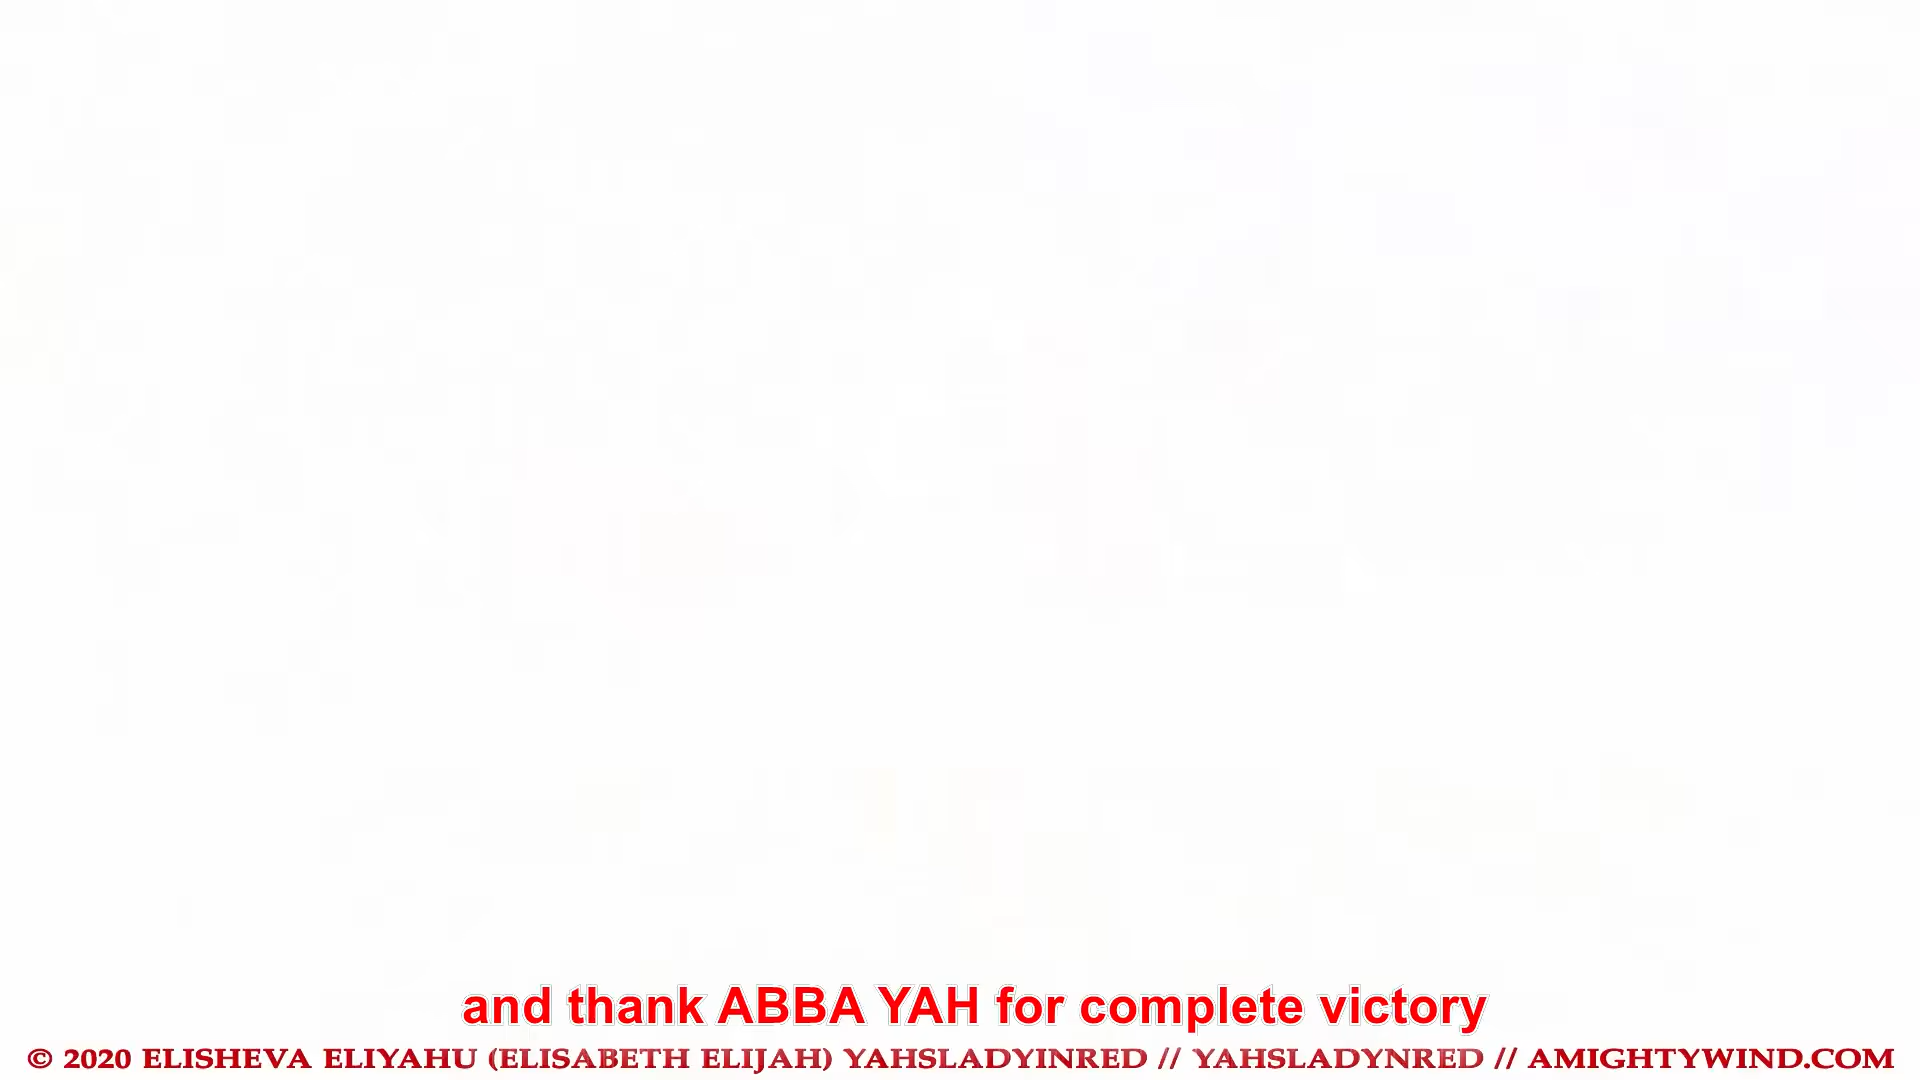 and thank ABBA YAH for complete victory
© 2020 ELISHEVA ELIYAHU (ELISABETH ELIJAH) YAHSLADYINRED // YAHSLADYNRED // AMIGHTYWIND.COM